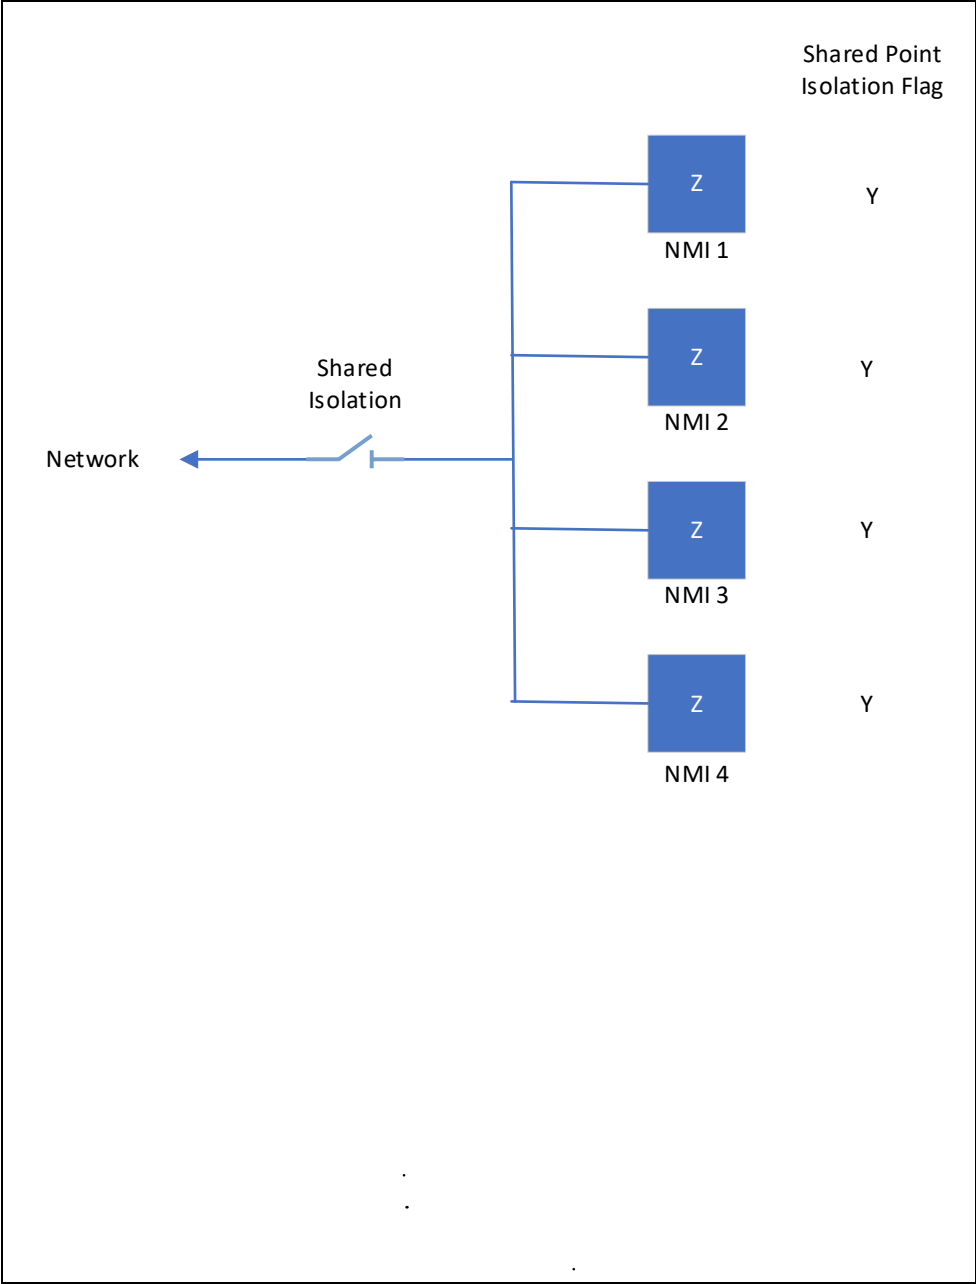 Shared Point
Isolation Flag
Z
Y
NMI 1
Z
Y
NMI 2
Shared
Isolation
Network
Z
Y
NMI 3
Z
Y
NMI 4